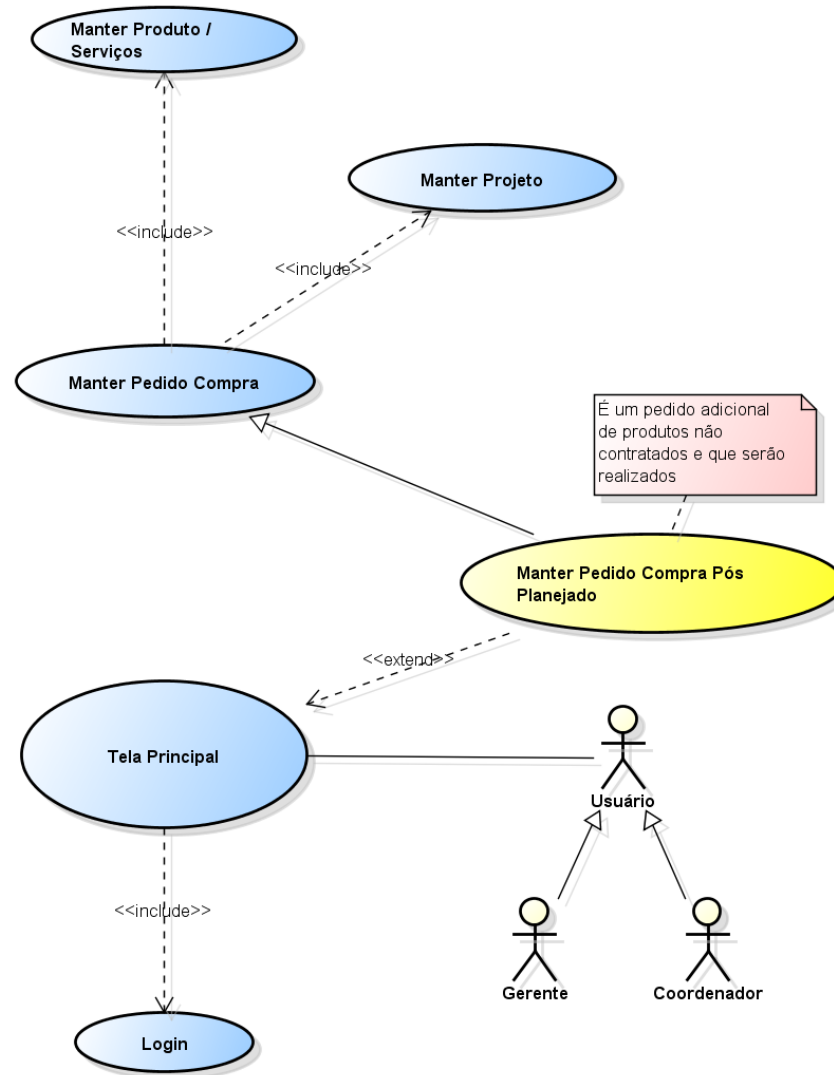 Manter Produto /
Serviços
Manter Projeto
<<include>>
<<include>>
Manter Pedido Compra
É um pedido adicional
de produtos não
contratados e que serão
realizados
Manter Pedido Compra Pós
Planejado
<<extend>>
Tela Principal
Usuário
<<include>>
Gerente
Coordenador
Login